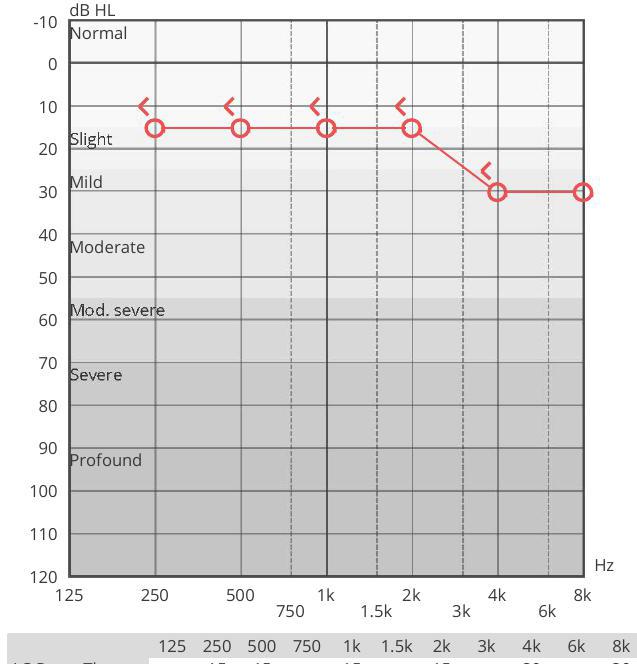 dB HL
-10
Normal
0
10
Slight
20
Mild
30
40
Moderate
50
Mod. severe
60
70
Severe
80
90
Profound
100
110
120
Hz
125 250 500 1k 2k 4k 8k
750 1.5k 3k 6k
125 250 500 750 1k 1.5k 2k 3k 4k 6k 8k